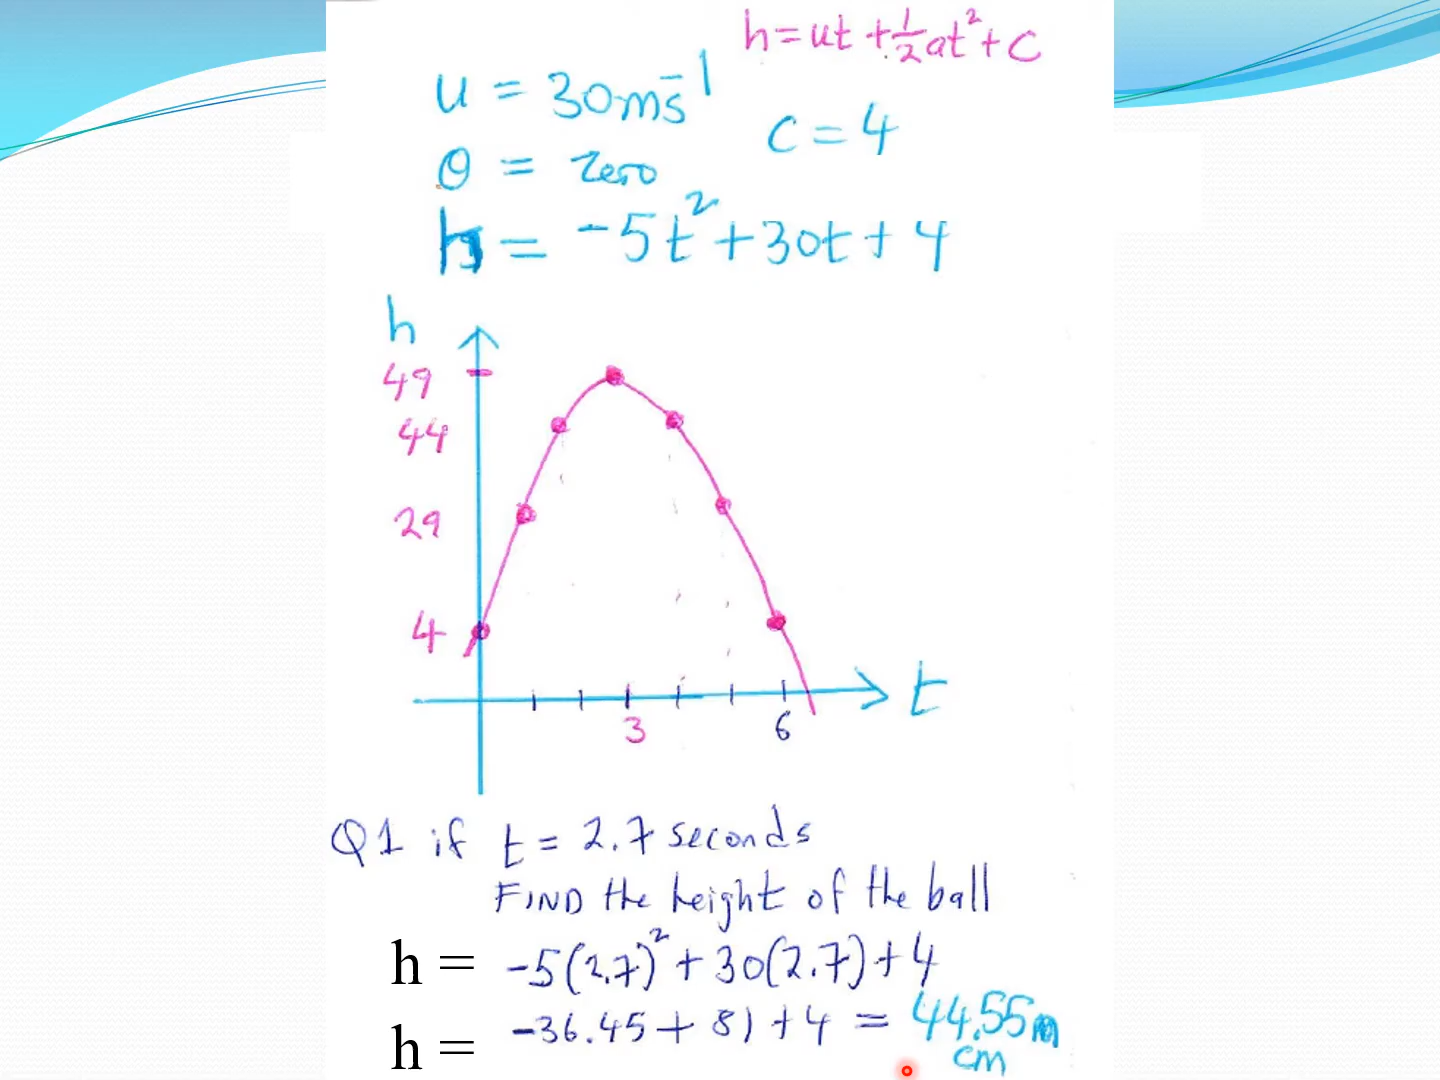 h = ut + 1/2 at² + c
u = 30ms⁻¹
c = 4
θ = zero
h = -5t² + 30t + 4
h
49
44
29
4
t
3
6
Q1 if t = 2.7 seconds
FIND the height of the ball
h = -5(2.7)² + 30(2.7) + 4
h = -36.45 + 81 + 4 = 44.55m
cm